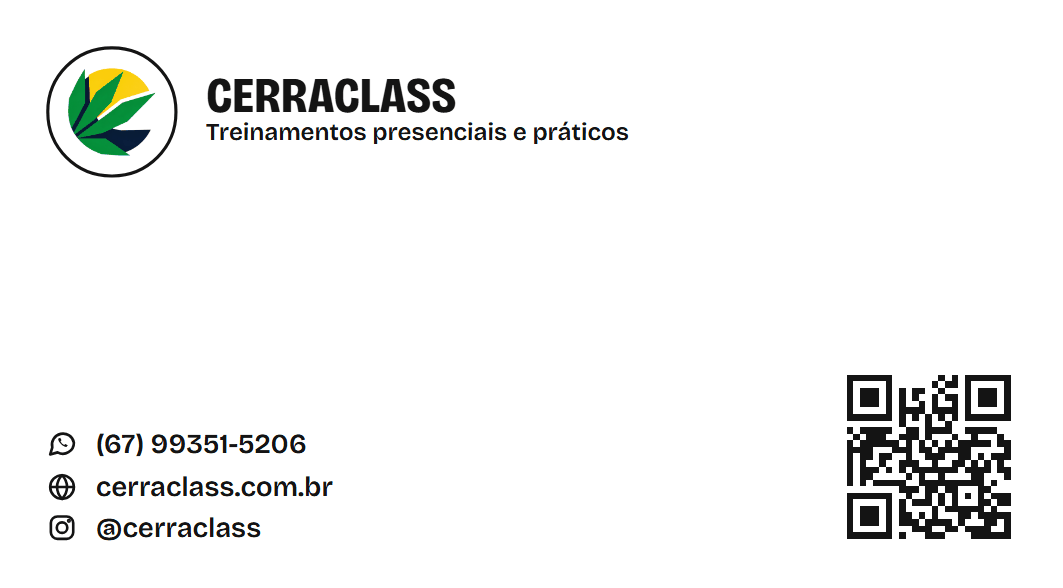 CERRACLASS
Treinamentos presenciais e práticos
(67) 99351-5206
cerraclass.com.br
@cerraclass